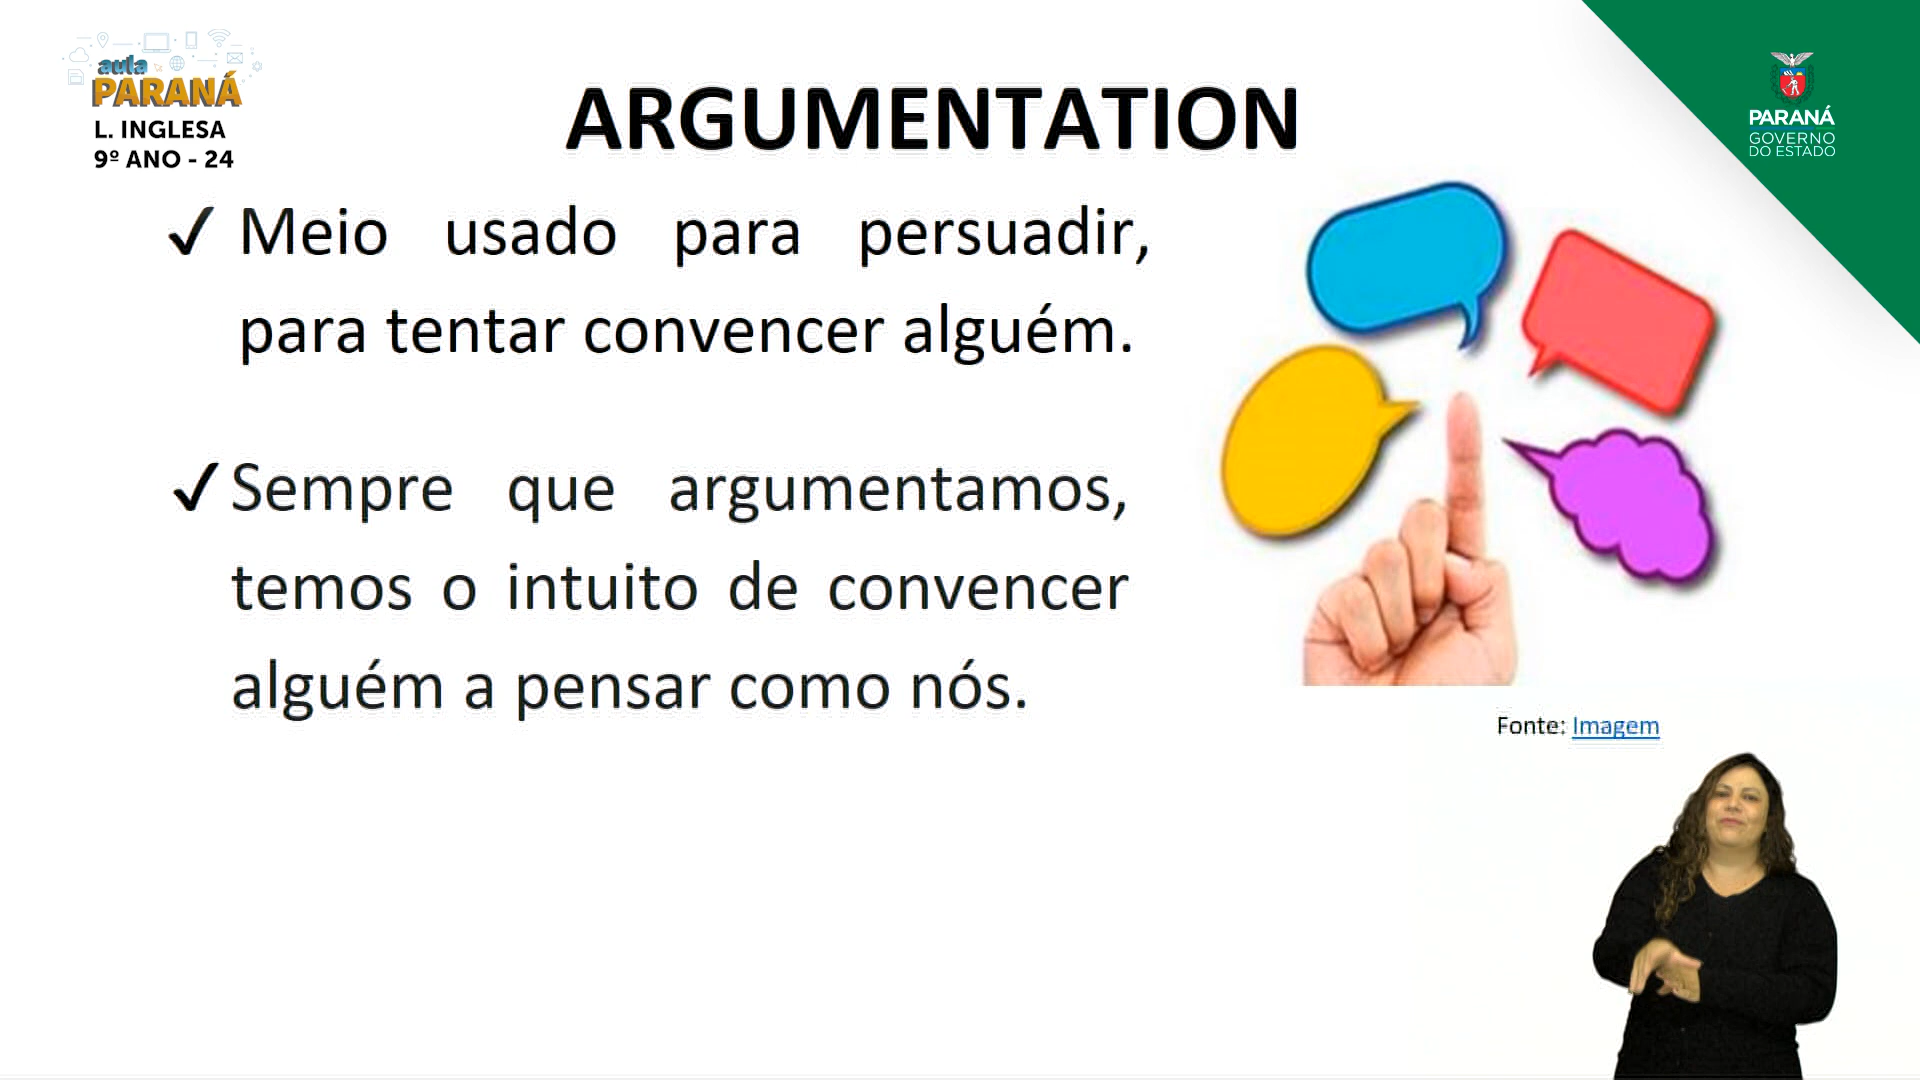 aula
PARANÁ
L. INGLESA
9º ANO - 24
ARGUMENTATION
PARANÁ
GOVERNO
DO ESTADO
✓ Meio usado para persuadir,
para tentar convencer alguém.
✓ Sempre que argumentamos,
temos o intuito de convencer
alguém a pensar como nós.
Fonte: Imagem